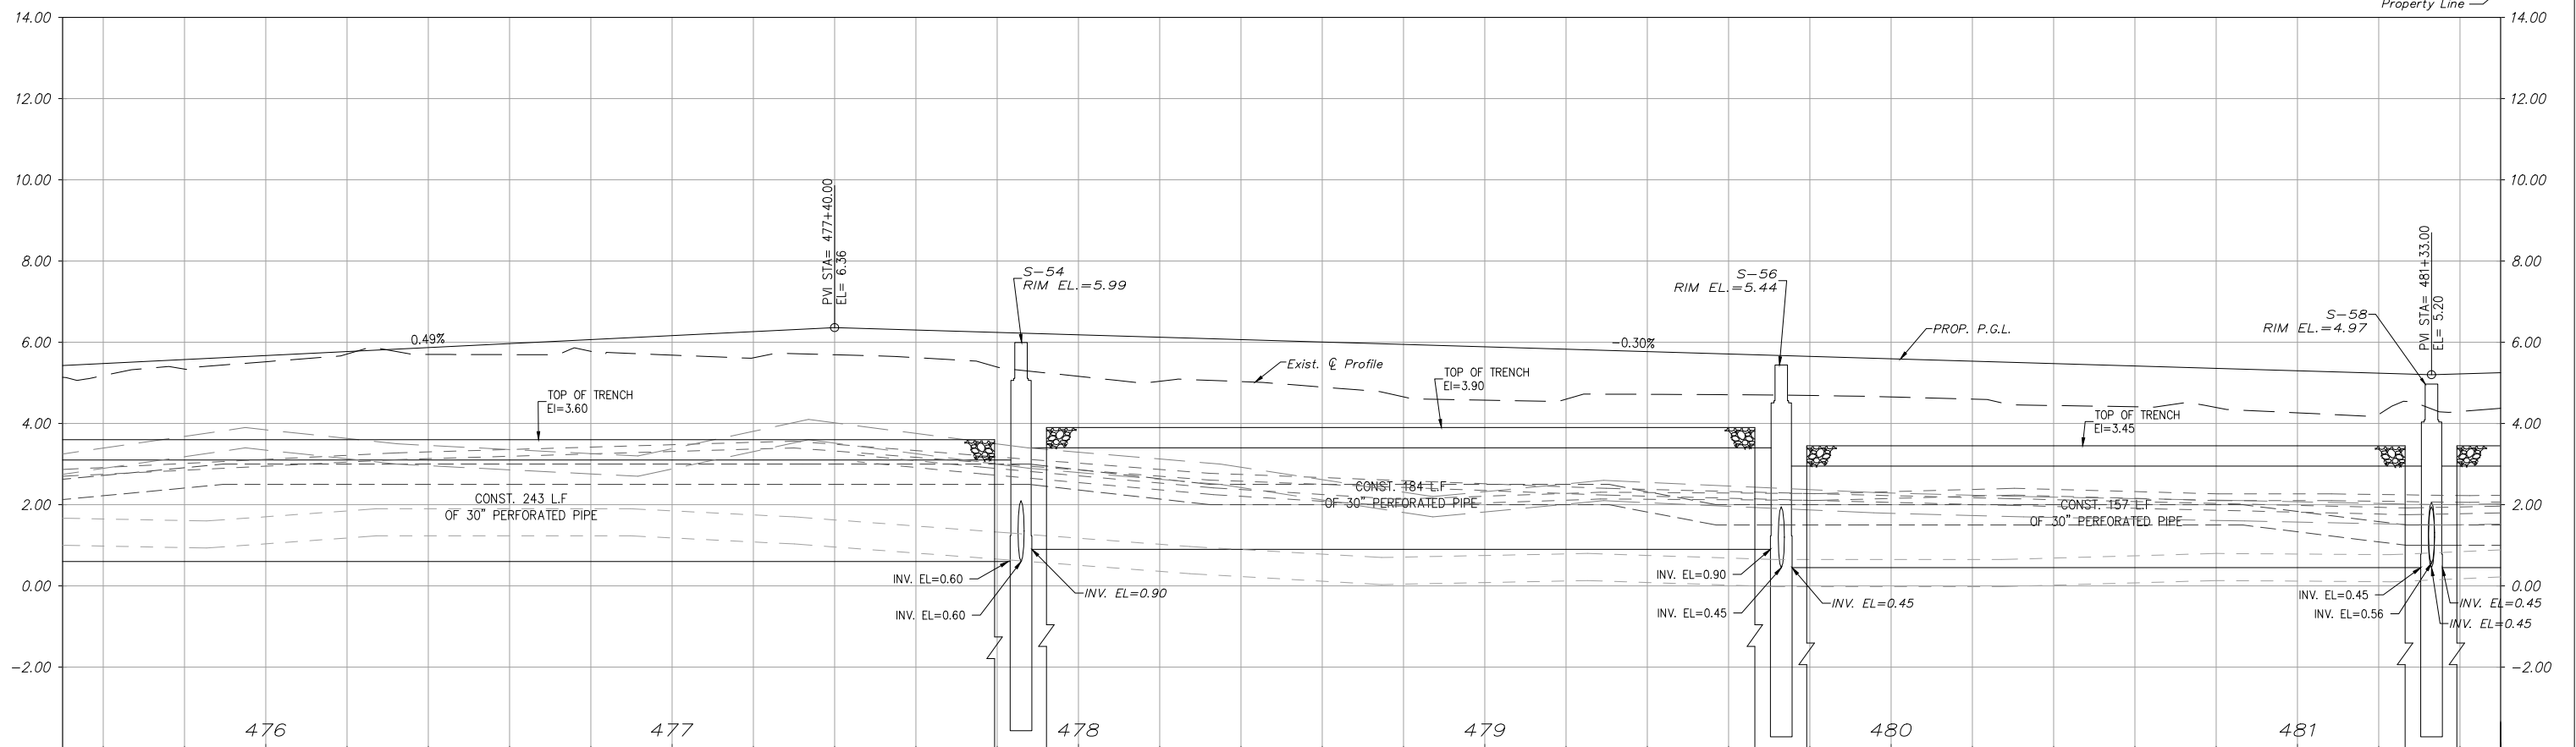 Property Line
14.00
14.00
12.00
12.00
10.00
10.00
8.00
8.00
6.00
6.00
4.00
4.00
2.00
2.00
0.00
0.00
-2.00
-2.00
PVI STA= 477+40.00
EL= 6.36
S-54
RIM EL.=5.99
S-56
RIM EL.=5.44
PVI STA= 481+33.00
EL= 5.20
S-58
RIM EL.=4.97
0.49%
-0.30%
PROP. P.G.L.
Exist. ℄ Profile
TOP OF TRENCH
El=3.60
TOP OF TRENCH
El=3.90
TOP OF TRENCH
El=3.45
CONST. 243 L.F
OF 30" PERFORATED PIPE
CONST. 184 L.F
OF 30" PERFORATED PIPE
CONST. 157 L.F
OF 30" PERFORATED PIPE
INV. EL=0.60
INV. EL=0.90
INV. EL=0.60
INV. EL=0.90
INV. EL=0.45
INV. EL=0.45
INV. EL=0.45
INV. EL=0.45
INV. EL=0.56
INV. EL=0.45
476
477
478
479
480
481